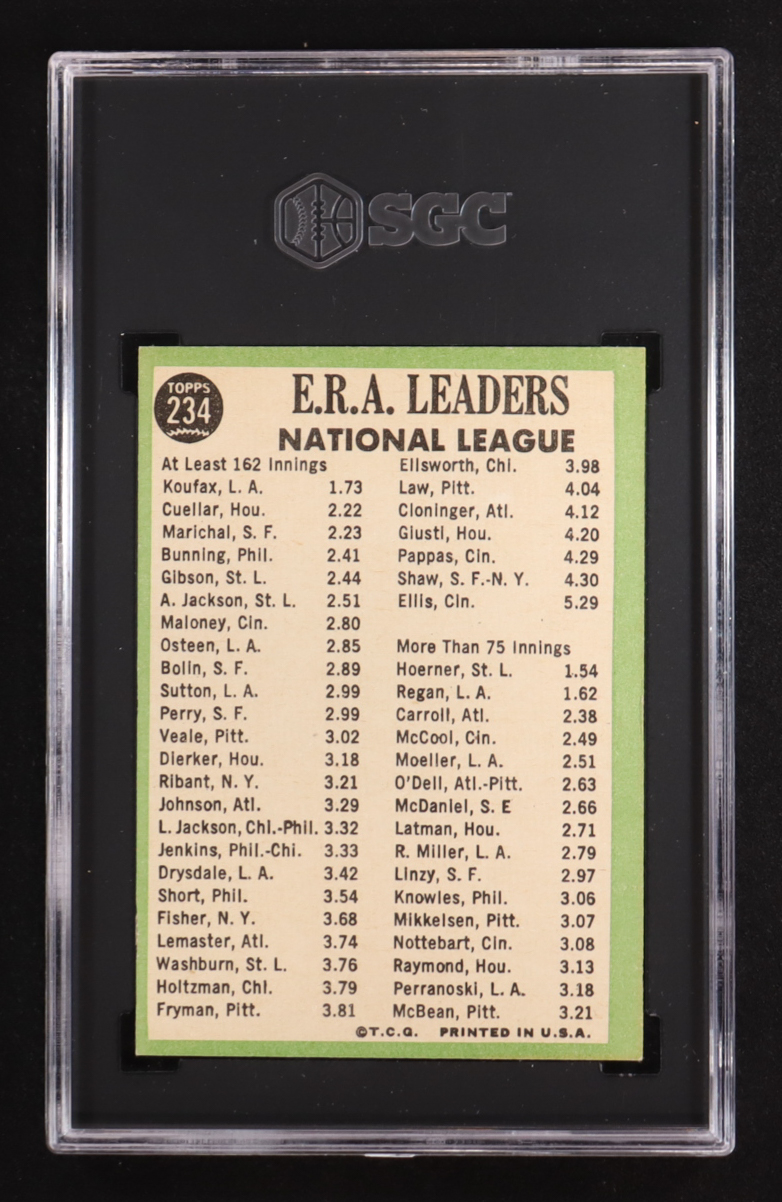 SGC
TOPPS
234
E.R.A. LEADERS
NATIONAL LEAGUE
At Least 162 Innings
Koufax, L. A. 1.73
Cuellar, Hou. 2.22
Marichal, S. F. 2.23
Bunning, Phil. 2.41
Gibson, St. L. 2.44
A. Jackson, St. L. 2.51
Maloney, Cin. 2.80
Osteen, L. A. 2.85
Bolin, S. F. 2.89
Sutton, L. A. 2.99
Perry, S. F. 2.99
Veale, Pitt. 3.02
Dierker, Hou. 3.18
Ribant, N. Y. 3.21
Johnson, Atl. 3.29
L. Jackson, Chi.-Phil. 3.32
Jenkins, Phil.-Chi. 3.33
Drysdale, L. A. 3.42
Short, Phil. 3.54
Fisher, N. Y. 3.68
Lemaster, Atl. 3.74
Washburn, St. L. 3.76
Holtzman, Chi. 3.79
Fryman, Pitt. 3.81
Ellsworth, Chi. 3.98
Law, Pitt. 4.04
Cloninger, Atl. 4.12
Giusti, Hou. 4.20
Pappas, Cin. 4.29
Shaw, S. F.-N. Y. 4.30
Ellis, Cin. 5.29
More Than 75 Innings
Hoerner, St. L. 1.54
Regan, L. A. 1.62
Carroll, Atl. 2.38
McCool, Cin. 2.49
Moeller, L. A. 2.51
O'Dell, Atl.-Pitt. 2.63
McDaniel, S. E 2.66
Latman, Hou. 2.71
R. Miller, L. A. 2.79
Linzy, S. F. 2.97
Knowles, Phil. 3.06
Mikkelsen, Pitt. 3.07
Nottebart, Cin. 3.08
Raymond, Hou. 3.13
Perranoski, L. A. 3.18
McBean, Pitt. 3.21
©T.C.G. PRINTED IN U.S.A.